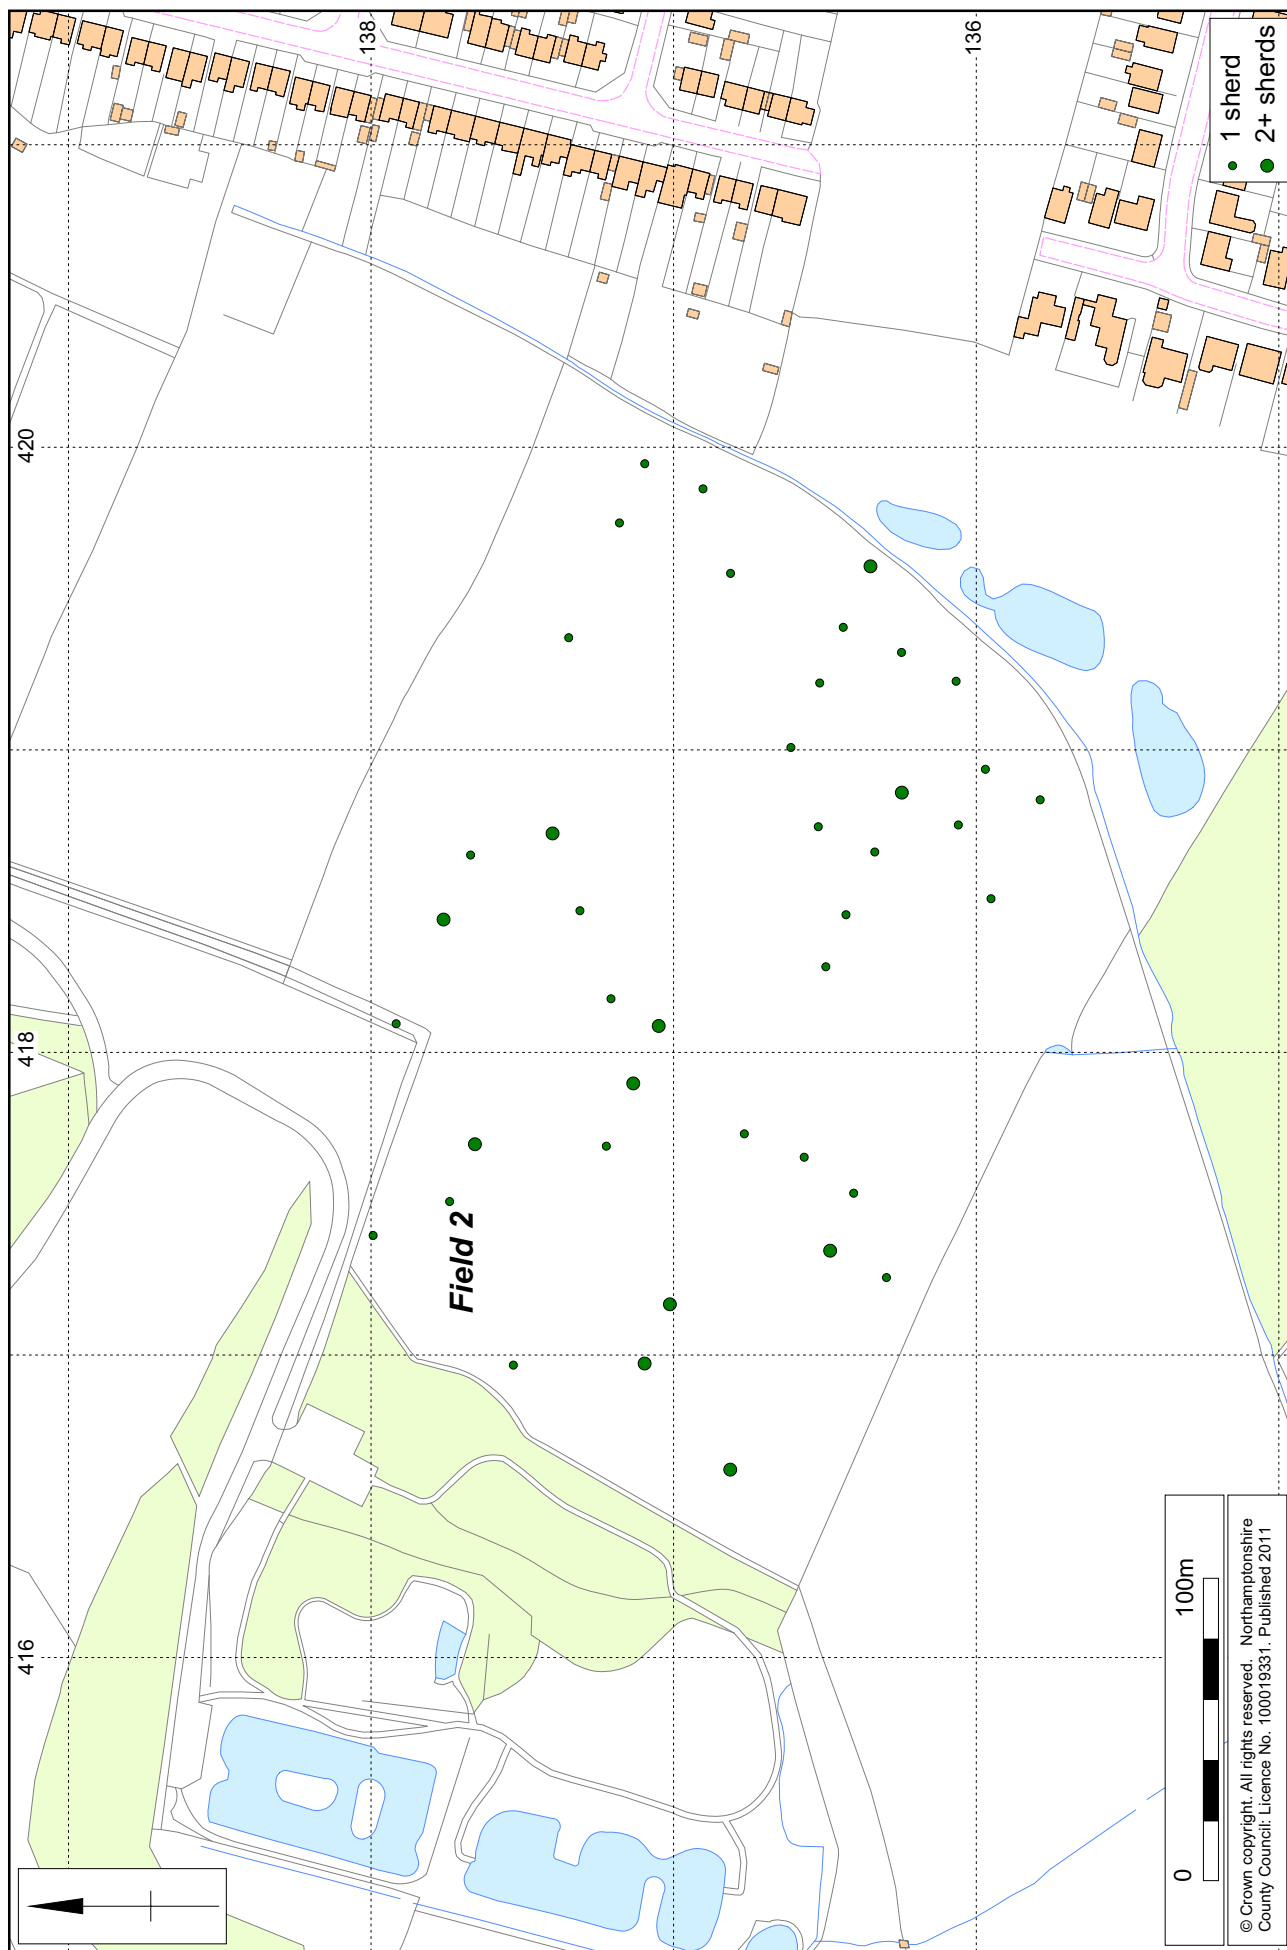 138
136
420
418
416
Field 2
1 sherd
2+ sherds
0
100m
© Crown copyright. All rights reserved. Northamptonshire
County Council: Licence No. 100019331. Published 2011